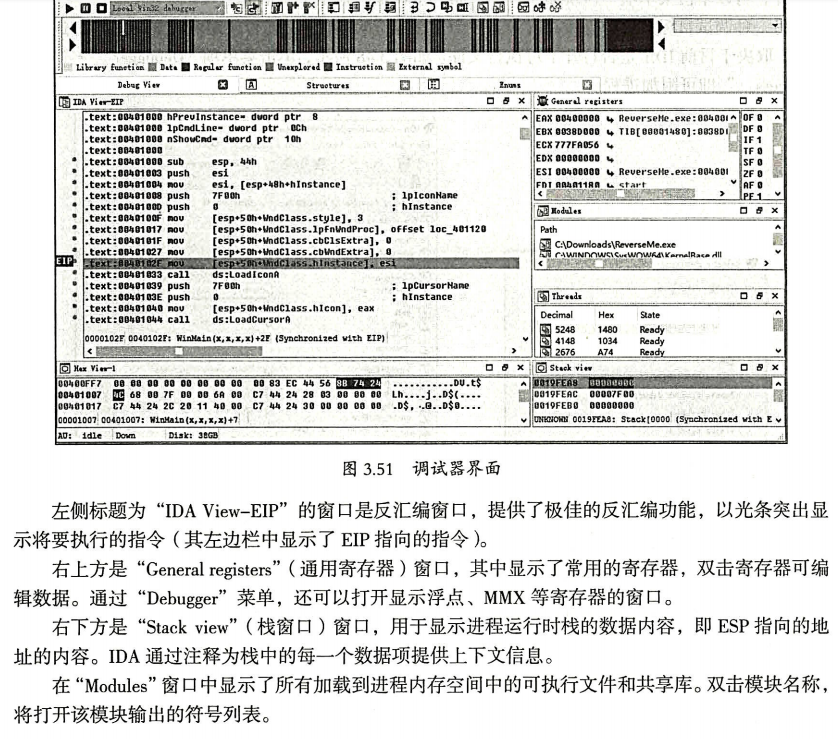 Local Win32 debugger
Library function Data Regular function Unexplored Instruction External symbol
Debug View Structures Enums
IDA View-EIP
.text:00401000 hPrevInstance= dword ptr  8
.text:00401000 lpCmdLine= dword ptr  0Ch
.text:00401000 nShowCmd= dword ptr  10h
.text:00401000
.text:00401000 sub     esp, 44h
.text:00401003 push    esi
.text:00401004 mov     esi, [esp+48h+hInstance]
.text:00401008 push    7F00h           ; lpIconName
.text:0040100D push    0               ; hInstance
.text:0040100F mov     [esp+50h+WndClass.style], 3
.text:00401017 mov     [esp+50h+WndClass.lpfnWndProc], offset loc_401120
.text:0040101F mov     [esp+50h+WndClass.cbClsExtra], 0
.text:00401027 mov     [esp+50h+WndClass.cbWndExtra], 0
EIP .text:0040102F mov     [esp+50h+WndClass.hInstance], esi
.text:00401033 call    ds:LoadIconA
.text:00401039 push    7F00h           ; lpCursorName
.text:0040103E push    0               ; hInstance
.text:00401040 mov     [esp+50h+WndClass.hIcon], eax
.text:00401044 call    ds:LoadCursorA
0000102F 0040102F: WinMain(x,x,x,x)+2F (Synchronized with EIP)
General registers
EAX 00400000 ReverseMe.exe:00400
EBX 0038D000 TIB[00001480]:0038D
ECX 777FA056
EDX 00000000
ESI 00400000 ReverseMe.exe:00400
EDI 00401180 start
OF 0
DF 0
IF 1
TF 0
SF 0
ZF 0
AF 0
PF 1
Modules
Path
C:\Downloads\ReverseMe.exe
C:\WINDOWS\SysWOW64\KernelBase.dll
Threads
Decimal Hex State
5248 1480 Ready
4148 1034 Ready
2676 A74 Ready
Hex View-1
00400FF7  00 00 00 00 00 00 00 00  00 83 EC 44 56 8B 74 24  ...........DV.t$
00401007  4C 68 00 7F 00 00 6A 00  C7 44 24 28 03 00 00 00  Lh....j..D$(....
00401017  C7 44 24 2C 20 11 40 00  C7 44 24 30 00 00 00 00  .D$, .@..D$0....
00001007 00401007: WinMain(x,x,x,x)+7
Stack view
0019FEA8 00000000
0019FEAC 00007F00
0019FEB0 00000000
UNKNOWN 0019FEA8: Stack[0000 (Synchronized with E
AU: idle Down Disk: 38GB
图 3.51 调试器界面
左侧标题为“IDA View–EIP”的窗口是反汇编窗口，提供了极佳的反汇编功能，以光条突出显
示将要执行的指令（其左边栏中显示了 EIP 指向的指令）。
右上方是“General registers”（通用寄存器）窗口，其中显示了常用的寄存器，双击寄存器可编
辑数据。通过“Debugger”菜单，还可以打开显示浮点、MMX 等寄存器的窗口。
右下方是“Stack view”（栈窗口）窗口，用于显示进程运行时栈的数据内容，即 ESP 指向的地
址的内容。IDA 通过注释为栈中的每一个数据项提供上下文信息。
在“Modules”窗口中显示了所有加载到进程内存空间中的可执行文件和共享库。双击模块名称，
将打开该模块输出的符号列表。